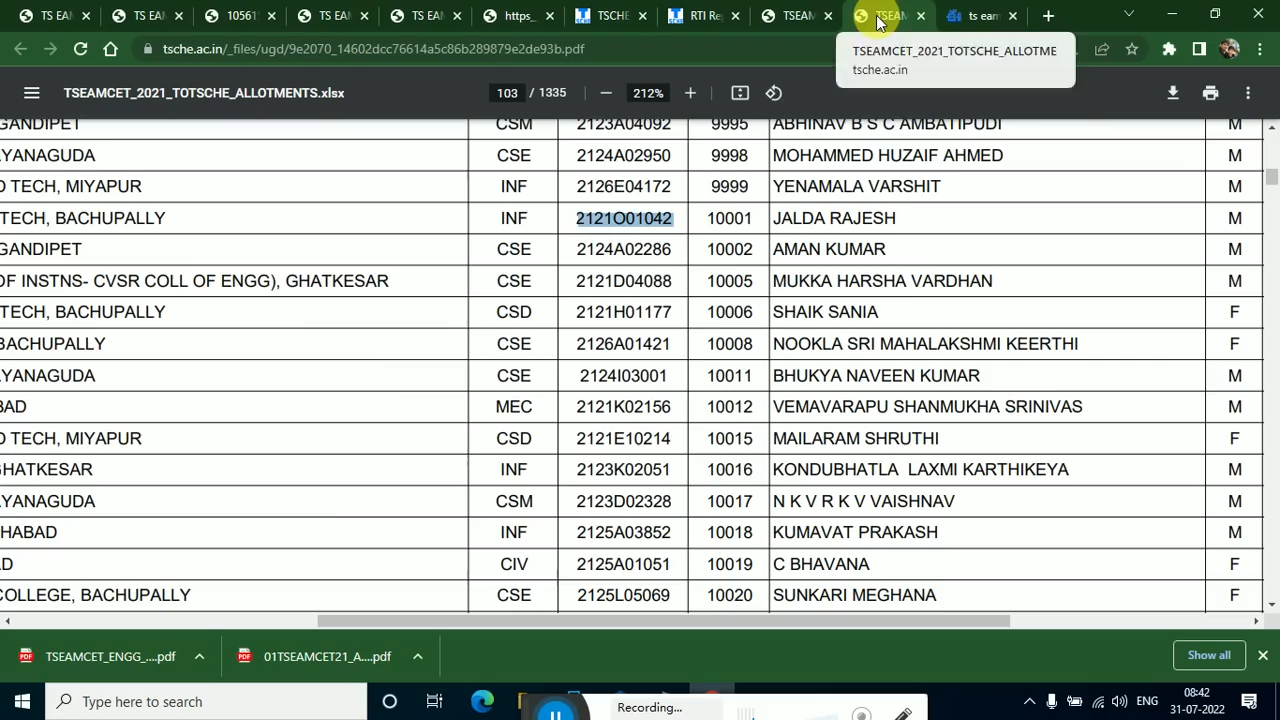 TS EAM
TS EAM
10561
TS EAM
TS EAM
https_
TSCHE
RTI Re
TSEAM
TSEAM
ts eam
tsche.ac.in/_files/ugd/9e2070_14602dcc76614a5c86b289879e2de93b.pdf
TSEAMCET_2021_TOTSCHE_ALLOTME
tsche.ac.in
TSEAMCET_2021_TOTSCHE_ALLOTMENTS.xlsx 103 / 1335 212%
GANDIPET CSM 2123A04092 9995 ABHINAV B S C AMBATIPUDI M
YANAGUDA CSE 2124A02950 9998 MOHAMMED HUZAIF AHMED M
D TECH, MIYAPUR INF 2126E04172 9999 YENAMALA VARSHIT M
TECH, BACHUPALLY INF 2121O01042 10001 JALDA RAJESH M
GANDIPET CSE 2124A02286 10002 AMAN KUMAR M
OF INSTNS- CVSR COLL OF ENGG), GHATKESAR CSE 2121D04088 10005 MUKKA HARSHA VARDHAN M
TECH, BACHUPALLY CSD 2121H01177 10006 SHAIK SANIA F
BACHUPALLY CSE 2126A01421 10008 NOOKLA SRI MAHALAKSHMI KEERTHI F
YANAGUDA CSE 2124I03001 10011 BHUKYA NAVEEN KUMAR M
BAD MEC 2121K02156 10012 VEMAVARAPU SHANMUKHA SRINIVAS M
D TECH, MIYAPUR CSD 2121E10214 10015 MAILARAM SHRUTHI F
GHATKESAR INF 2123K02051 10016 KONDUBHATLA LAXMI KARTHIKEYA M
YANAGUDA CSM 2123D02328 10017 N K V R K V VAISHNAV M
HABAD INF 2125A03852 10018 KUMAVAT PRAKASH M
D CIV 2125A01051 10019 C BHAVANA F
COLLEGE, BACHUPALLY CSE 2125L05069 10020 SUNKARI MEGHANA F
TSEAMCET_ENGG_....pdf
01TSEAMCET21_A....pdf
Show all
Type here to search
Recording...
ENG
08:42
31-07-2022